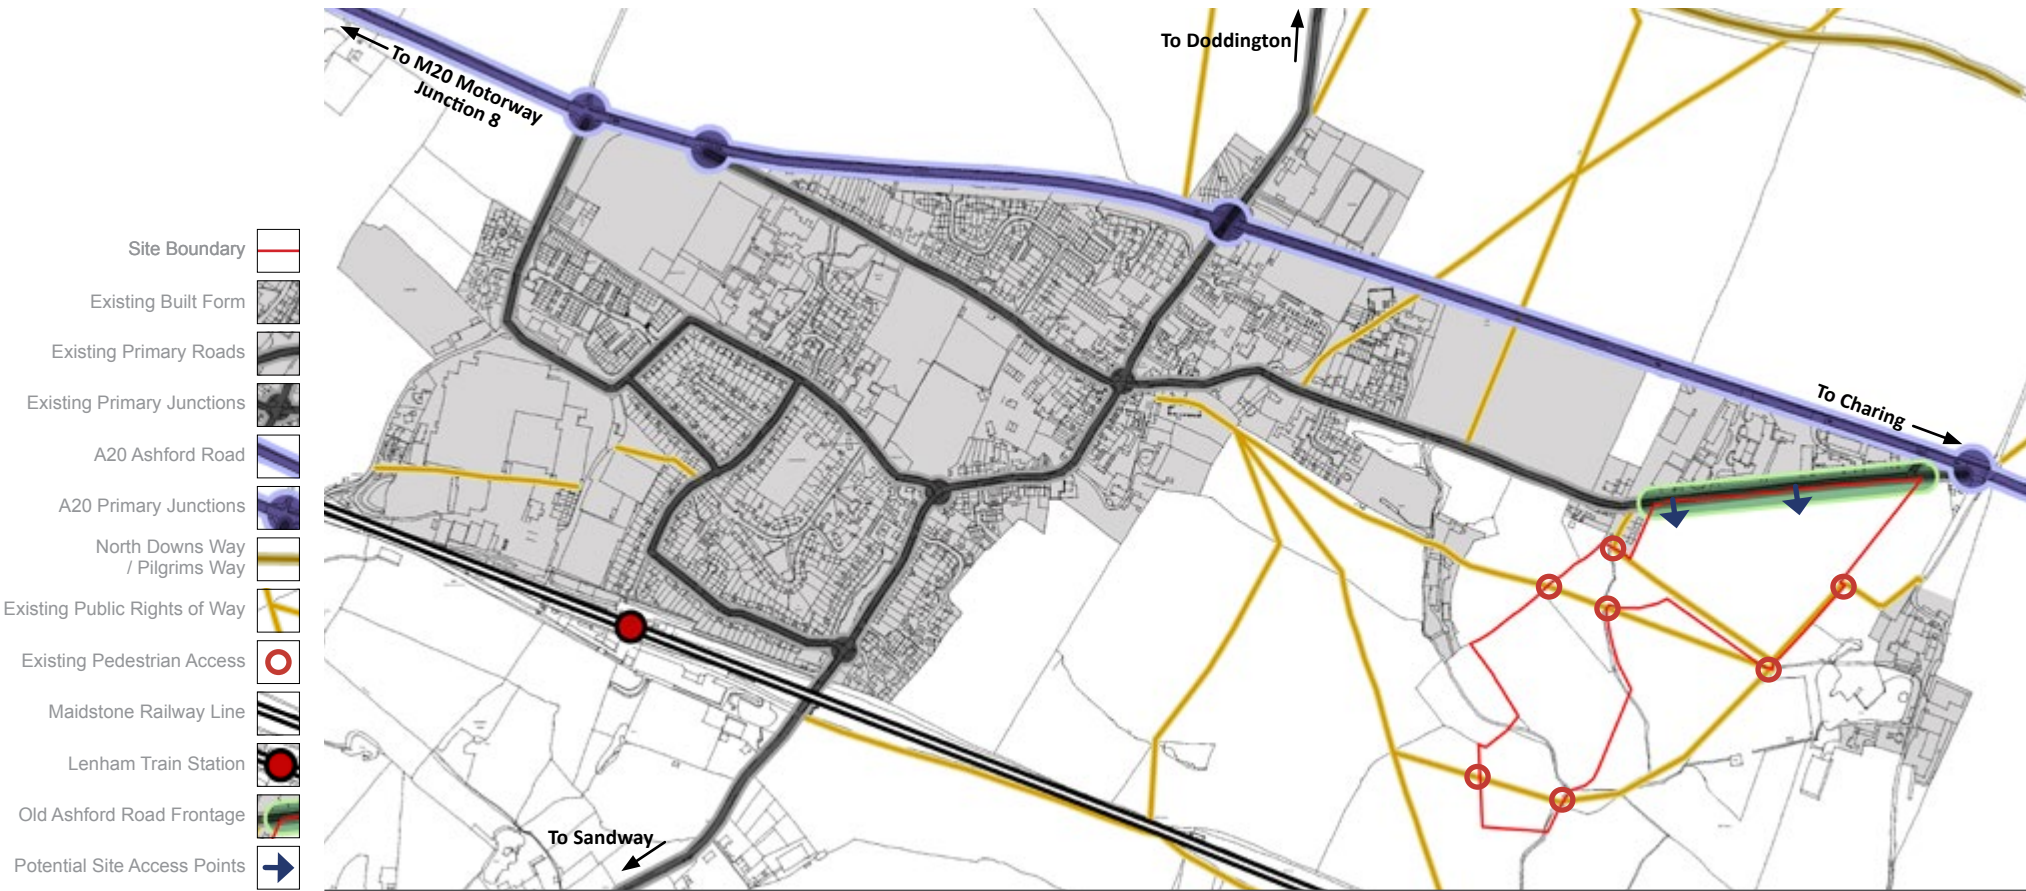 To Doddington
To M20 Motorway
Junction 8
Site Boundary
Existing Built Form
Existing Primary Roads
Existing Primary Junctions
A20 Ashford Road
A20 Primary Junctions
North Downs Way
/ Pilgrims Way
Existing Public Rights of Way
Existing Pedestrian Access
Maidstone Railway Line
Lenham Train Station
Old Ashford Road Frontage
Potential Site Access Points
To Charing
To Sandway